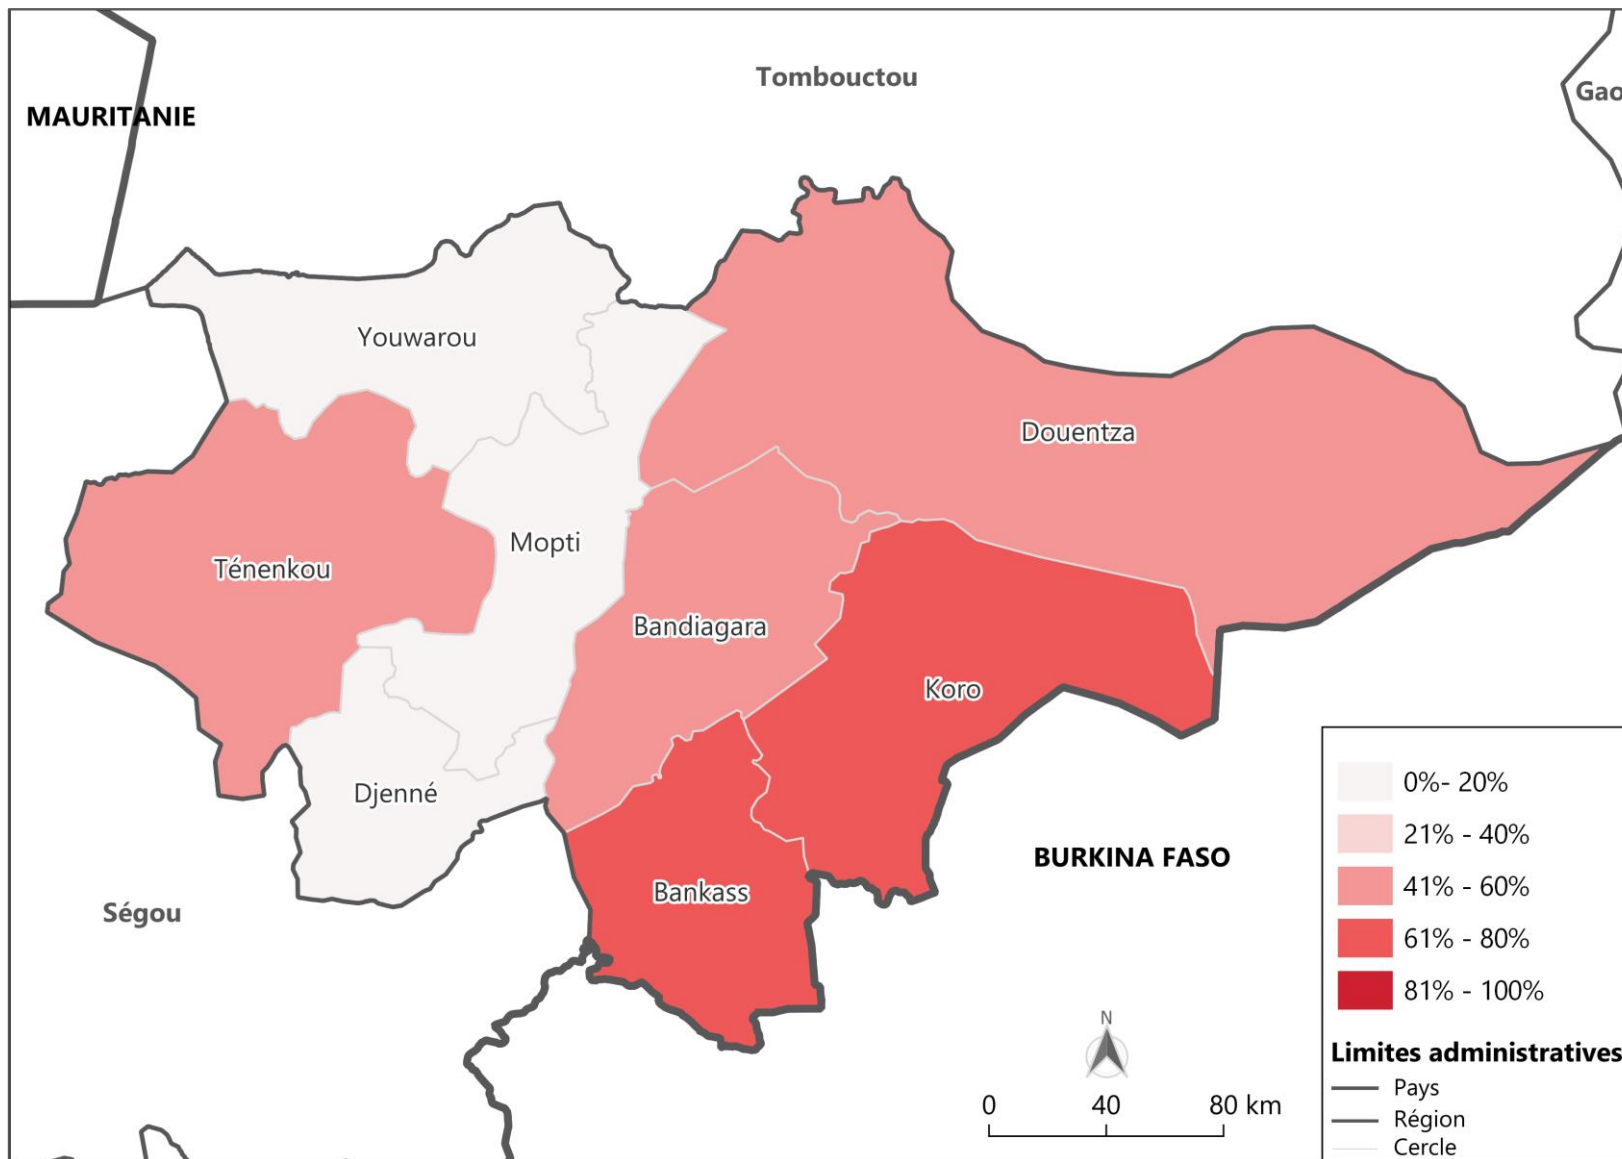 Tombouctou
Gao
MAURITANIE
Youwarou
Douentza
Mopti
Ténenkou
Bandiagara
Koro
Djenné
Bankass
Ségou
BURKINA FASO
0%- 20%
21% - 40%
41% - 60%
61% - 80%
81% - 100%
N
0 40 80 km
Limites administratives
Pays
Région
Cercle